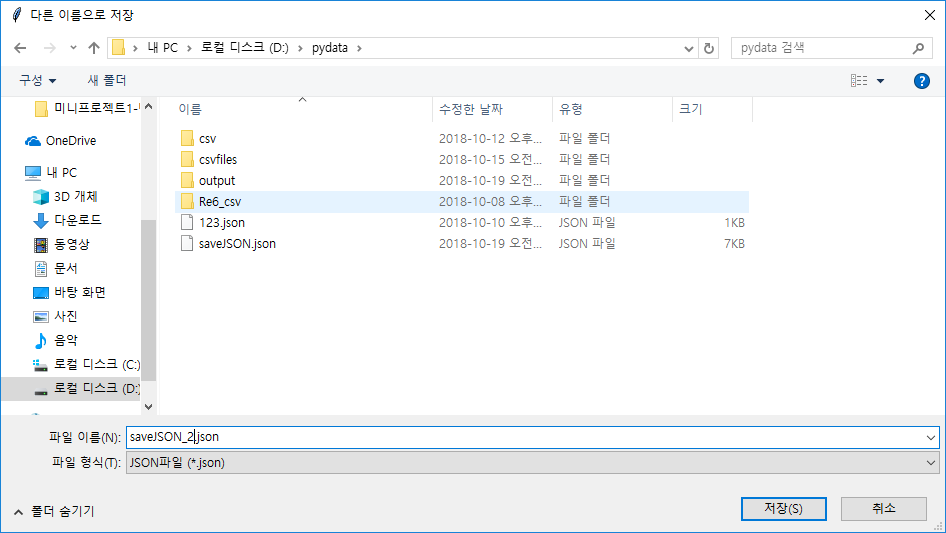 다른 이름으로 저장
내 PC › 로컬 디스크 (D:) › pydata ›
pydata 검색
구성
새 폴더
이름 수정한 날짜 유형 크기
미니프로젝트1-
OneDrive
내 PC
3D 개체
다운로드
동영상
문서
바탕 화면
사진
음악
로컬 디스크 (C:)
로컬 디스크 (D:)
csv 2018-10-12 오후... 파일 폴더
csvfiles 2018-10-15 오전... 파일 폴더
output 2018-10-19 오전... 파일 폴더
Re6_csv 2018-10-08 오후... 파일 폴더
123.json 2018-10-10 오후... JSON 파일 1KB
saveJSON.json 2018-10-19 오전... JSON 파일 7KB
파일 이름(N): saveJSON_2.json
파일 형식(T): JSON파일 (*.json)
폴더 숨기기
저장(S)
취소